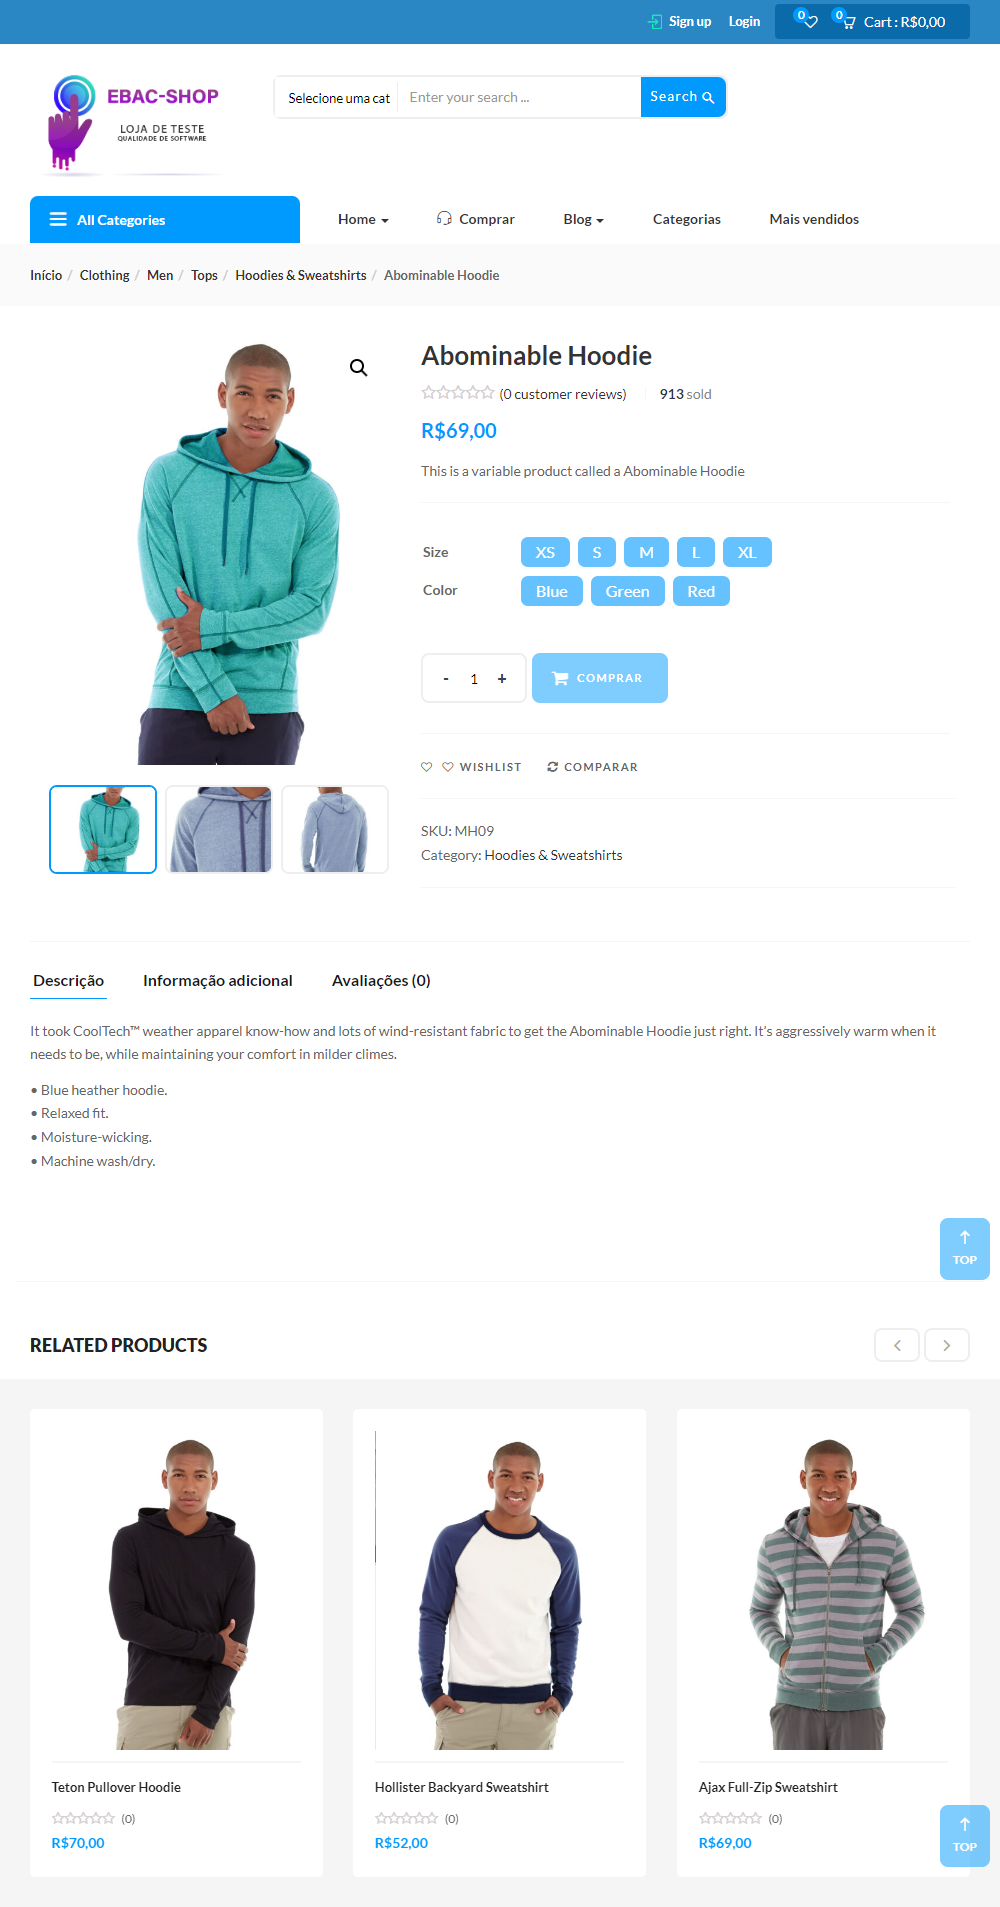 Sign up
Login
0
0
Cart : R$0,00
EBAC-SHOP
LOJA DE TESTE
QUALIDADE DE SOFTWARE
Selecione uma cat
Enter your search ...
Search
All Categories
Home
Comprar
Blog
Categorias
Mais vendidos
Início / Clothing / Men / Tops / Hoodies & Sweatshirts / Abominable Hoodie
Abominable Hoodie
(0 customer reviews)
913 sold
R$69,00
This is a variable product called a Abominable Hoodie
Size
XS
S
M
L
XL
Color
Blue
Green
Red
- 1 +
COMPRAR
WISHLIST
COMPARAR
SKU: MH09
Category: Hoodies & Sweatshirts
Descrição
Informação adicional
Avaliações (0)
It took CoolTech™ weather apparel know-how and lots of wind-resistant fabric to get the Abominable Hoodie just right. It's aggressively warm when it
needs to be, while maintaining your comfort in milder climes.
• Blue heather hoodie.
• Relaxed fit.
• Moisture-wicking.
• Machine wash/dry.
TOP
RELATED PRODUCTS
Teton Pullover Hoodie
(0)
R$70,00
Hollister Backyard Sweatshirt
(0)
R$52,00
Ajax Full-Zip Sweatshirt
(0)
R$69,00
TOP